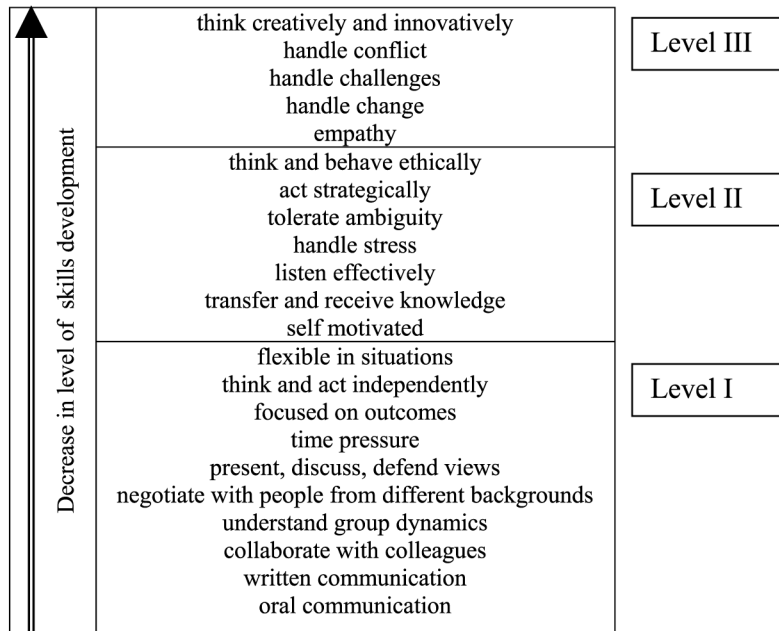 think creatively and innovatively
handle conflict
handle challenges
handle change
empathy
Level III
think and behave ethically
act strategically
tolerate ambiguity
handle stress
listen effectively
transfer and receive knowledge
self motivated
Level II
flexible in situations
think and act independently
focused on outcomes
time pressure
present, discuss, defend views
negotiate with people from different backgrounds
understand group dynamics
collaborate with colleagues
written communication
oral communication
Level I
Decrease in level of skills development